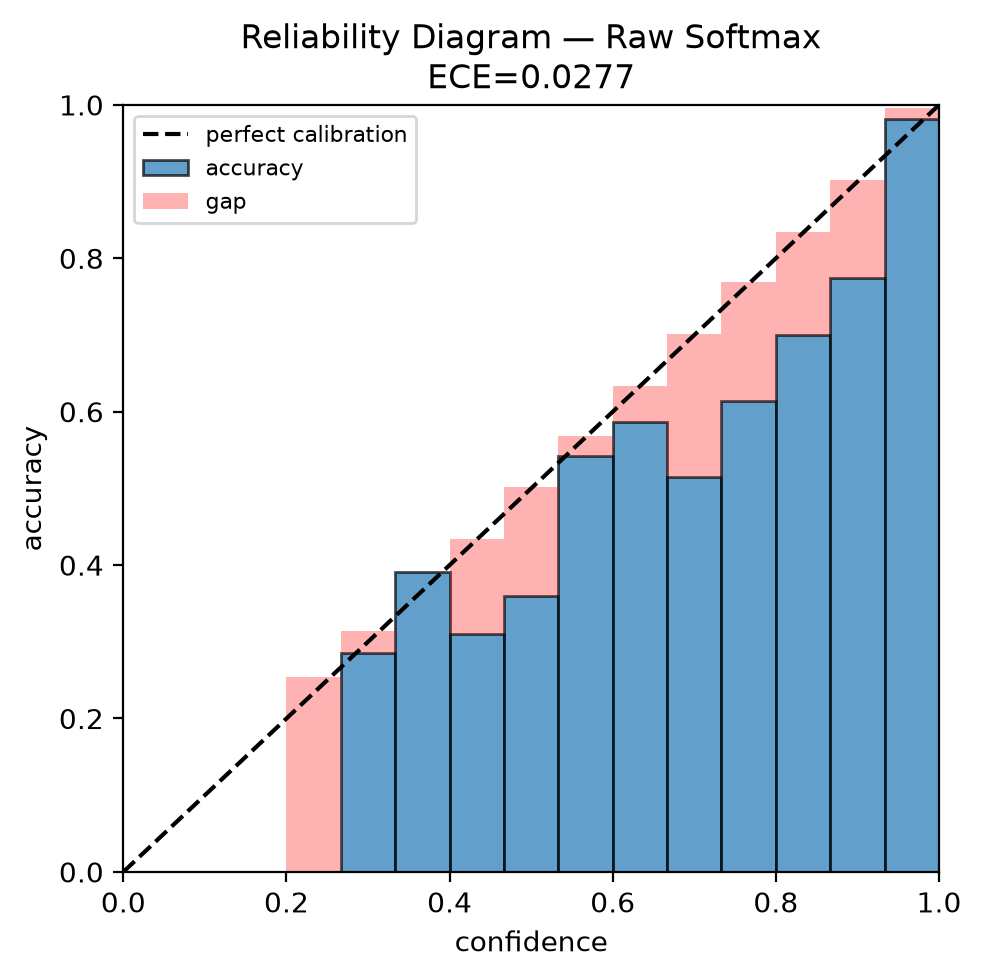 Reliability Diagram — Raw Softmax
ECE=0.0277
perfect calibration
accuracy
gap
accuracy
1.0
0.8
0.6
0.4
0.2
0.0
0.0 0.2 0.4 0.6 0.8 1.0
confidence